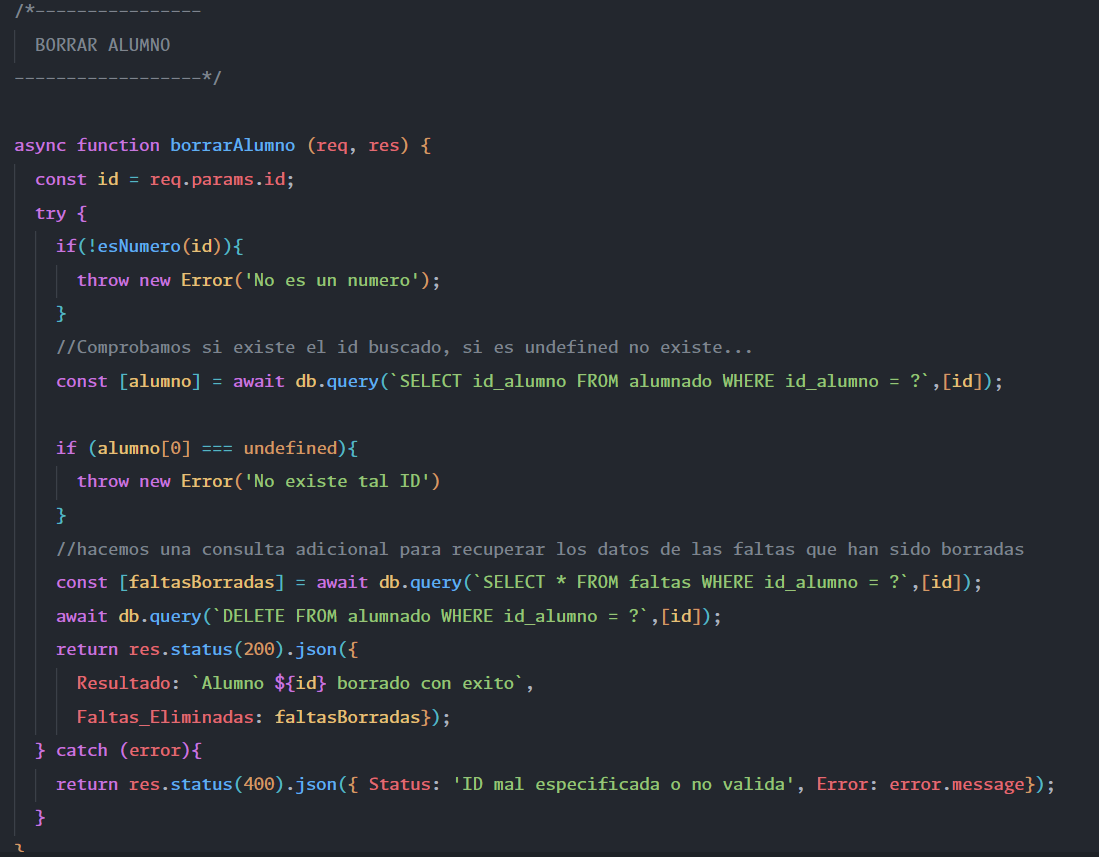 /*----------------
BORRAR ALUMNO
------------------*/
async function borrarAlumno (req, res) {
const id = req.params.id;
try {
if(!esNumero(id)){
throw new Error('No es un numero');
}
//Comprobamos si existe el id buscado, si es undefined no existe...
const [alumno] = await db.query(`SELECT id_alumno FROM alumnado WHERE id_alumno = ?`,[id]);
if (alumno[0] === undefined){
throw new Error('No existe tal ID')
}
//hacemos una consulta adicional para recuperar los datos de las faltas que han sido borradas
const [faltasBorradas] = await db.query(`SELECT * FROM faltas WHERE id_alumno = ?`,[id]);
await db.query(`DELETE FROM alumnado WHERE id_alumno = ?`,[id]);
return res.status(200).json({
Resultado: `Alumno ${id} borrado con exito`,
Faltas_Eliminadas: faltasBorradas});
} catch (error){
return res.status(400).json({ Status: 'ID mal especificada o no valida', Error: error.message});
}
}